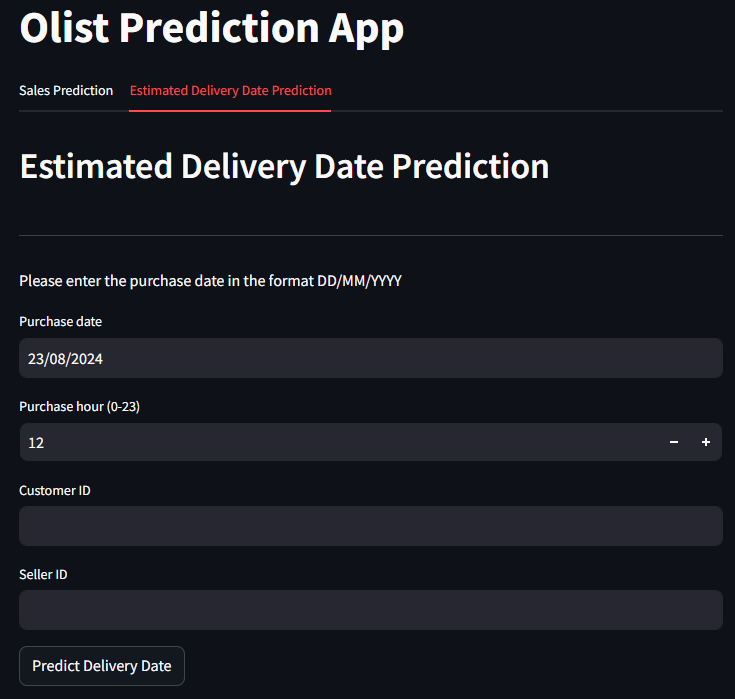 Olist Prediction App
Sales Prediction Estimated Delivery Date Prediction
Estimated Delivery Date Prediction
Please enter the purchase date in the format DD/MM/YYYY
Purchase date
23/08/2024
Purchase hour (0-23)
12 − +
Customer ID
Seller ID
Predict Delivery Date